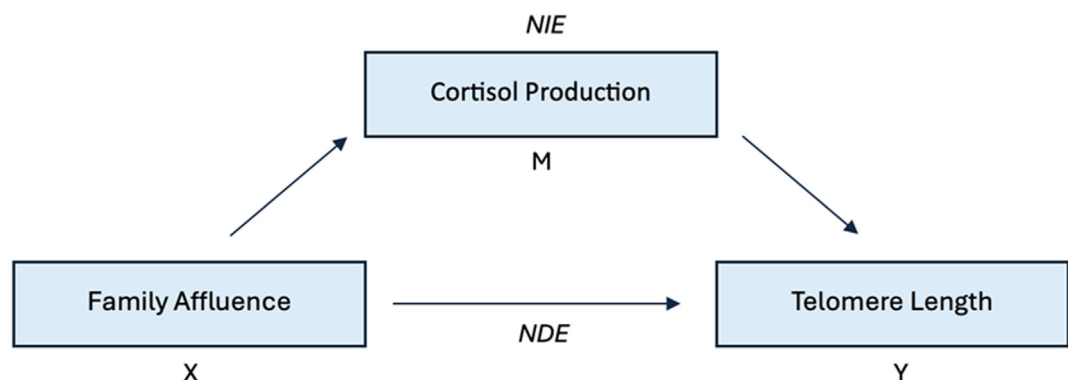 NIE
Cortisol Production
M
Family Affluence
Telomere Length
NDE
X
Y